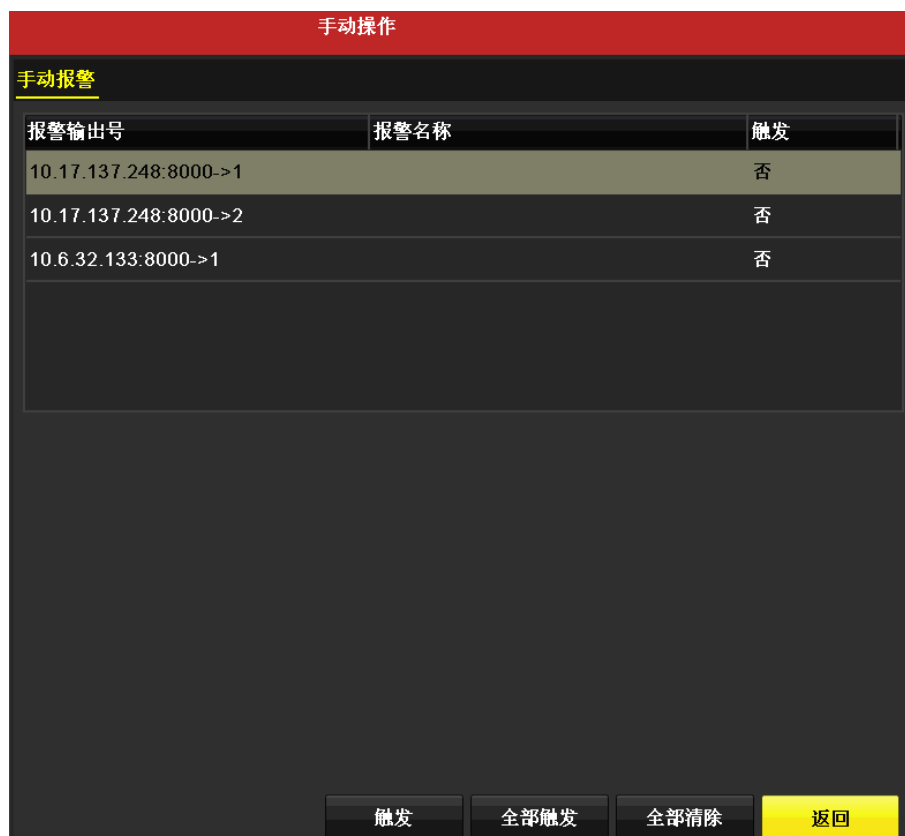 手动操作
手动报警
报警输出号 报警名称 触发
10.17.137.248:8000->1 否
10.17.137.248:8000->2 否
10.6.32.133:8000->1 否
触发 全部触发 全部清除 返回